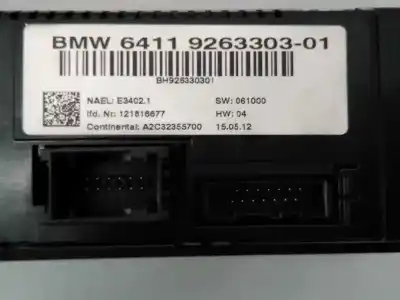 BMW 6411 9263303-01
BH926330301
NAEL: E3402.1 SW: 061000
lfd. Nr: 121816677 HW: 04
Continental: A2C32355700 15.05.12